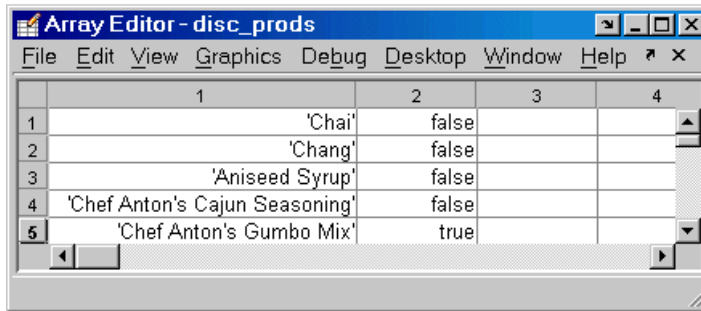 Array Editor - disc_prods
File Edit View Graphics Debug Desktop Window Help
1 2 3 4
1 'Chai' false
2 'Chang' false
3 'Aniseed Syrup' false
4 'Chef Anton's Cajun Seasoning' false
5 'Chef Anton's Gumbo Mix' true